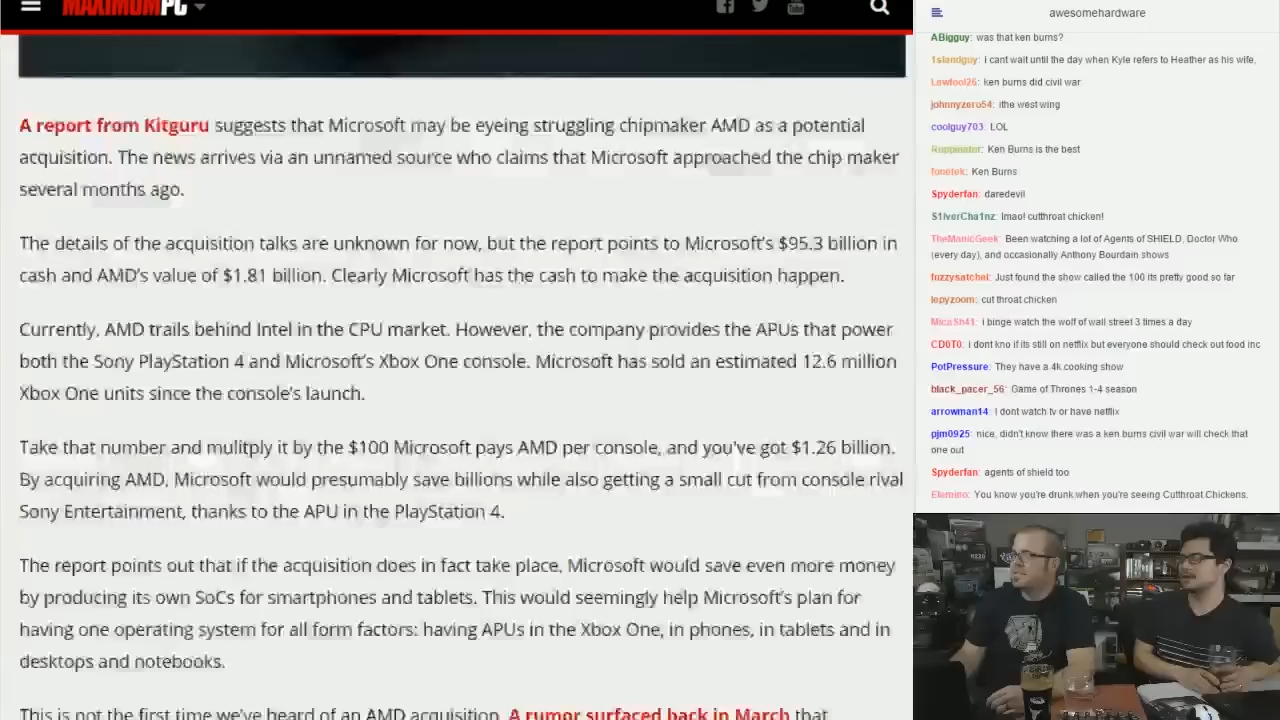 MAXIMUMPC
A report from Kitguru suggests that Microsoft may be eyeing struggling chipmaker AMD as a potential
acquisition. The news arrives via an unnamed source who claims that Microsoft approached the chip maker
several months ago.
The details of the acquisition talks are unknown for now, but the report points to Microsoft's $95.3 billion in
cash and AMD's value of $1.81 billion. Clearly Microsoft has the cash to make the acquisition happen.
Currently, AMD trails behind Intel in the CPU market. However, the company provides the APUs that power
both the Sony PlayStation 4 and Microsoft's Xbox One console. Microsoft has sold an estimated 12.6 million
Xbox One units since the console's launch.
Take that number and mulitply it by the $100 Microsoft pays AMD per console, and you've got $1.26 billion.
By acquiring AMD, Microsoft would presumably save billions while also getting a small cut from console rival
Sony Entertainment, thanks to the APU in the PlayStation 4.
The report points out that if the acquisition does in fact take place, Microsoft would save even more money
by producing its own SoCs for smartphones and tablets. This would seemingly help Microsoft's plan for
having one operating system for all form factors: having APUs in the Xbox One, in phones, in tablets and in
desktops and notebooks.
This is not the first time we've heard of an AMD acquisition. A rumor surfaced back in March that
awesomehardware
ABigguy: was that ken burns?
1slandguy: i cant wait until the day when Kyle refers to Heather as his wife,
Lawfool26: ken burns did civil war
johnnyzero54: ithe west wing
coolguy703: LOL
Ruppinator: Ken Burns is the best
fonetek: Ken Burns
Spyderfan: daredevil
S1lverCha1nz: lmao! cutthroat chicken!
TheManicGeek: Been watching a lot of Agents of SHIELD, Doctor Who
(every day), and occasionally Anthony Bourdain shows
fuzzysatchel: Just found the show called the 100 its pretty good so far
lepyzoom: cut throat chicken
MicaSh41: i binge watch the wolf of wall street 3 times a day
CD0T0: i dont kno if its still on netflix but everyone should check out food inc
PotPressure: They have a 4k cooking show
black_pacer_56: Game of Thrones 1-4 season
arrowman14: I dont watch tv or have netflix
pjm0925: nice, didn't know there was a ken burns civil war will check that
one out
Spyderfan: agents of shield too
Elemino: You know you're drunk when you're seeing Cutthroat Chickens.